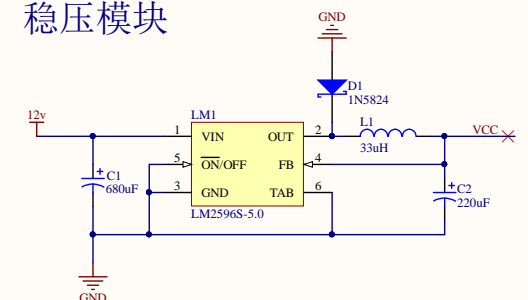 稳压模块
GND
D1
1N5824
12v
LM1
L1
VCC
1
VIN
OUT
2
33uH
5
ON/OFF
FB
4
C1
680uF
3
GND
TAB
6
C2
220uF
LM2596S-5.0
GND